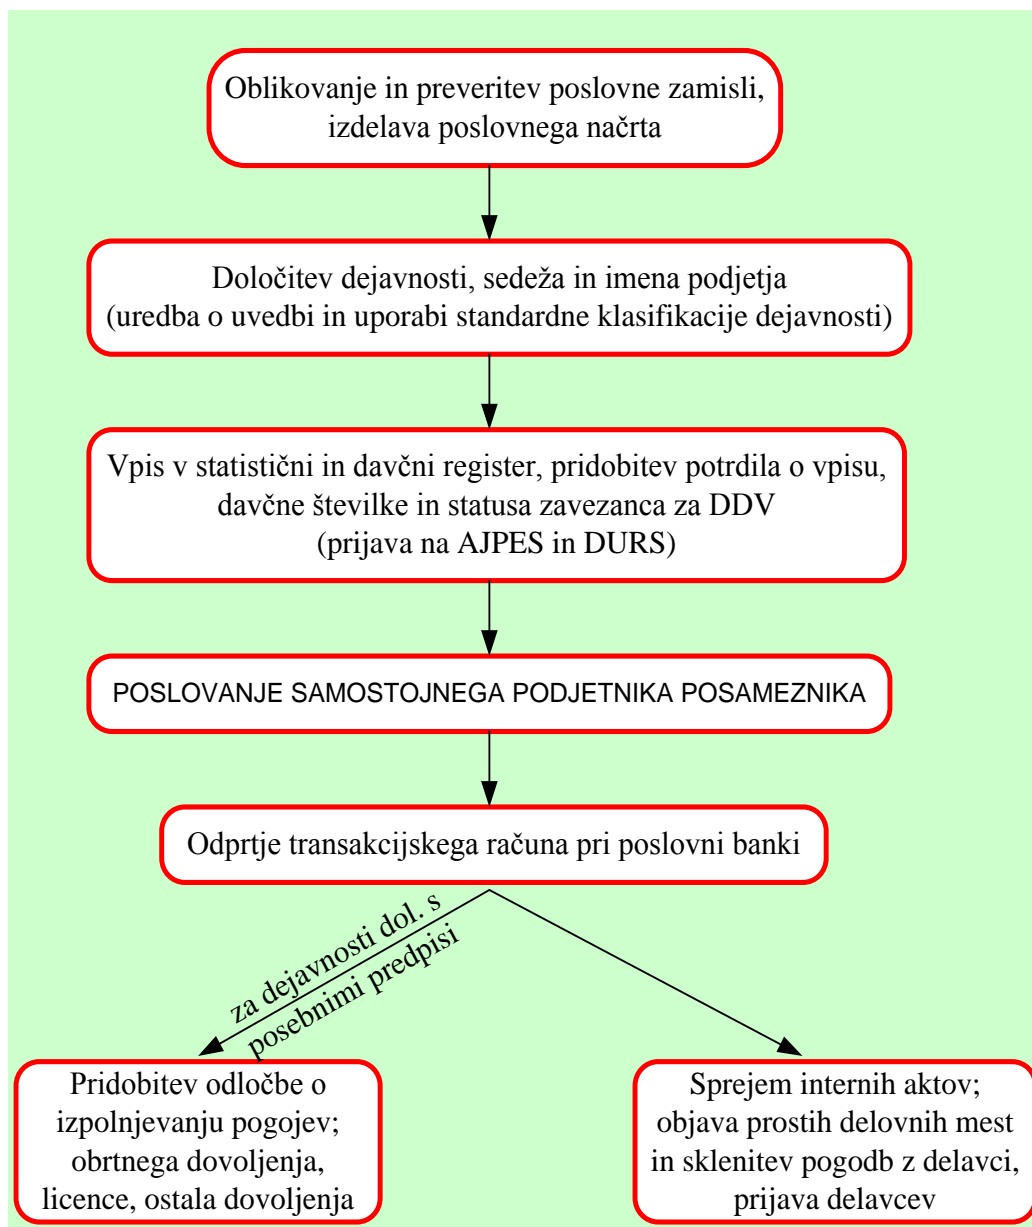 Oblikovanje in preveritev poslovne zamisli,
izdelava poslovnega načrta
Določitev dejavnosti, sedeža in imena podjetja
(uredba o uvedbi in uporabi standardne klasifikacije dejavnosti)
Vpis v statistični in davčni register, pridobitev potrdila o vpisu,
davčne številke in statusa zavezanca za DDV
(prijava na AJPES in DURS)
POSLOVANJE SAMOSTOJNEGA PODJETNIKA POSAMEZNIKA
Odprtje transakcijskega računa pri poslovni banki
za dejavnosti dol. s
posebnimi predpisi
Pridobitev odločbe o
izpolnjevanju pogojev;
obrtnega dovoljenja,
licence, ostala dovoljenja
Sprejem internih aktov;
objava prostih delovnih mest
in sklenitev pogodb z delavci,
prijava delavcev